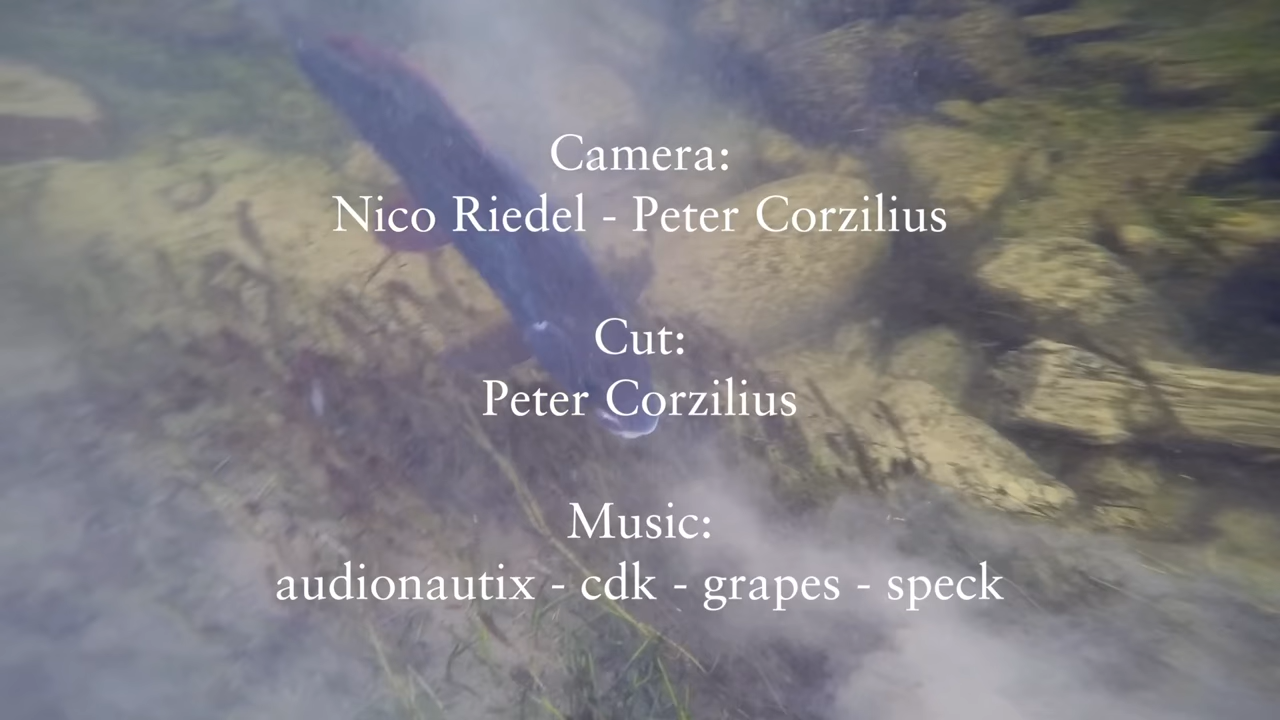 Camera:
Nico Riedel - Peter Corzilius
Cut:
Peter Corzilius
Music:
audionautix - cdk - grapes - speck